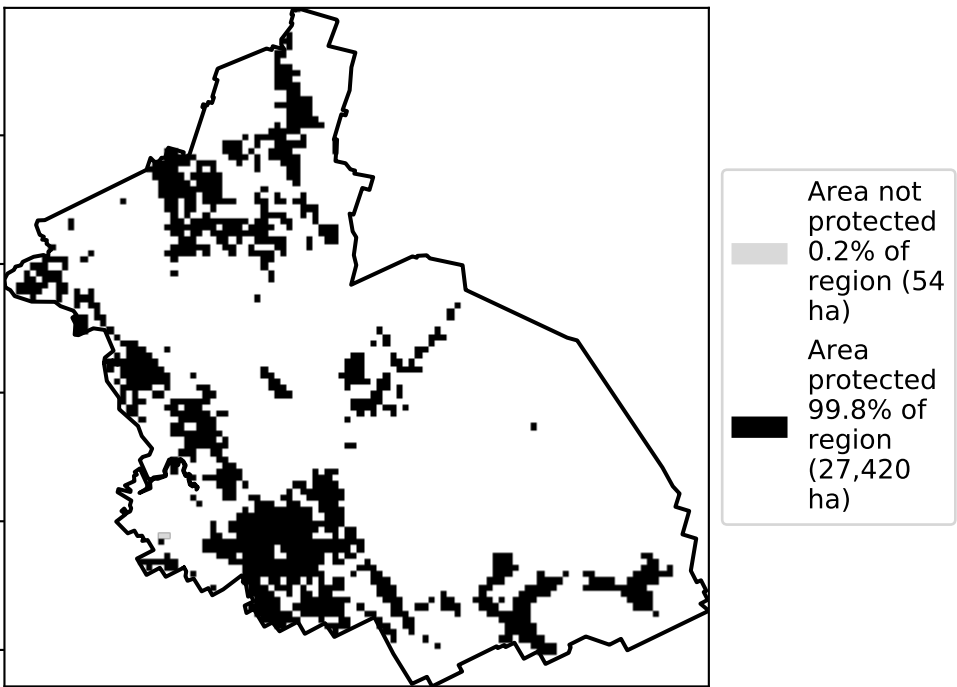 Area not
protected
0.2% of
region (54
ha)
Area
protected
99.8% of
region
(27,420
ha)